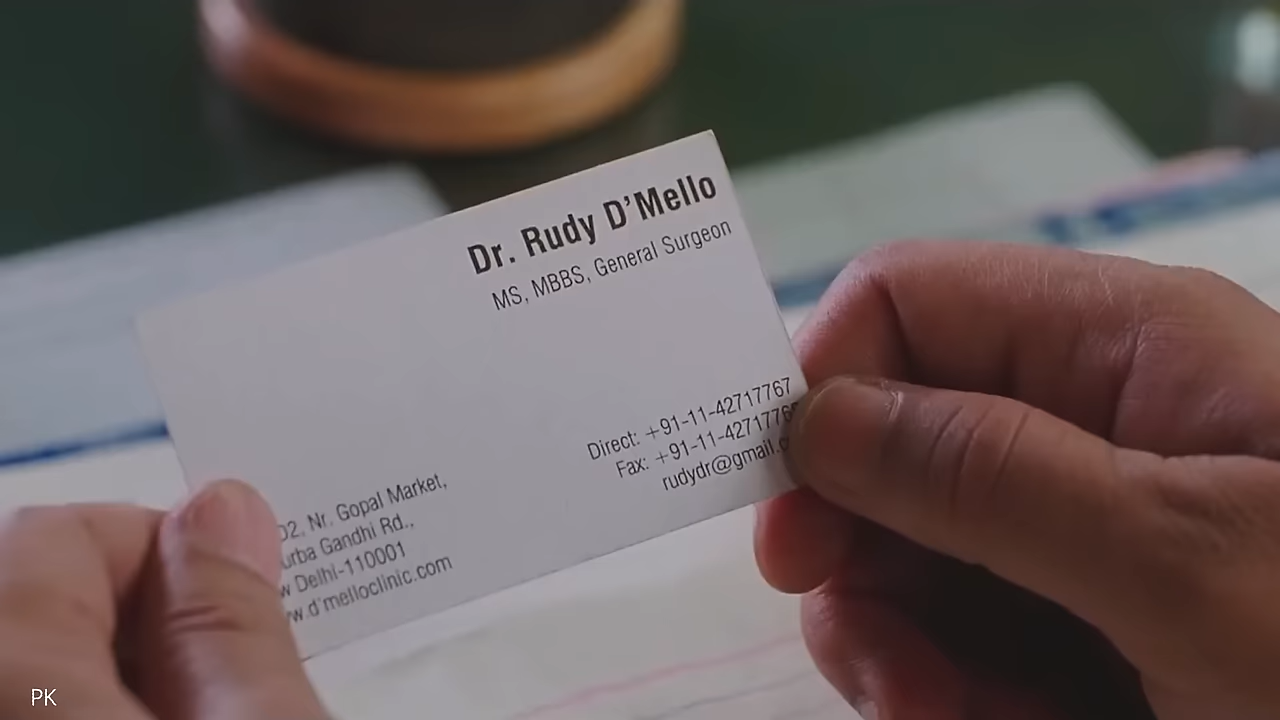 Dr. Rudy D'Mello
MS, MBBS, General Surgeon
Direct: +91-11-42717767
Fax: +91-11-4271776
rudydr@gmail.c
02, Nr. Gopal Market,
urba Gandhi Rd.,
w Delhi-110001
w.d'melloclinic.com
PK